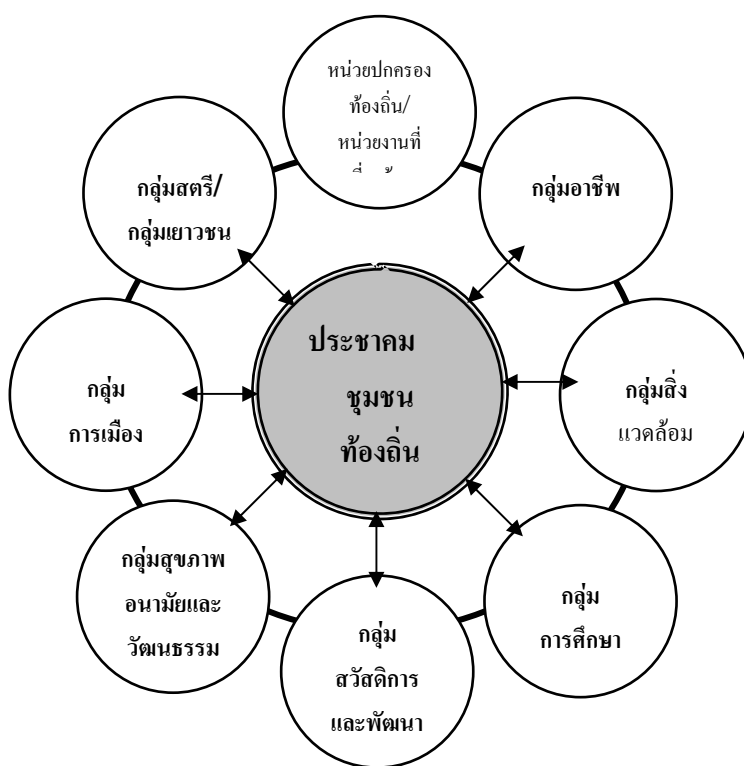 หน่วยปกครอง
ท้องถิ่น/
หน่วยงานที่
กลุ่มอาชีพ
กลุ่มสิ่ง
แวดล้อม
กลุ่ม
การศึกษา
กลุ่ม
สวัสดิการ
และพัฒนา
กลุ่มสุขภาพ
อนามัยและ
วัฒนธรรม
กลุ่ม
การเมือง
กลุ่มสตรี/
กลุ่มเยาวชน
ประชาคม
ชุมชน
ท้องถิ่น